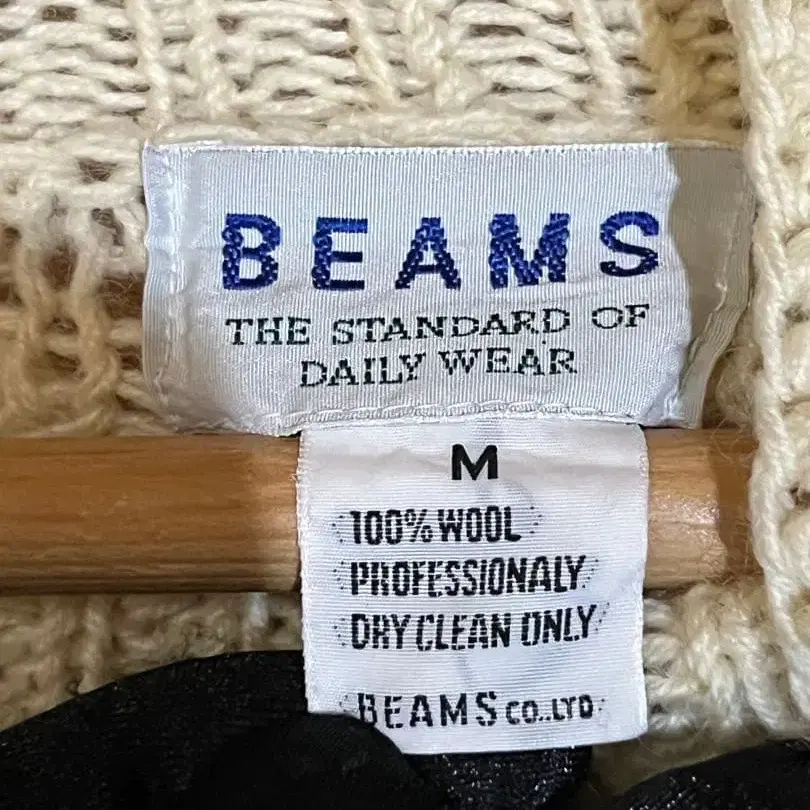 BEAMS
THE STANDARD OF
DAILY WEAR
M
100% WOOL
PROFESSIONALY
DRY CLEAN ONLY
BEAMS CO.,LTD.